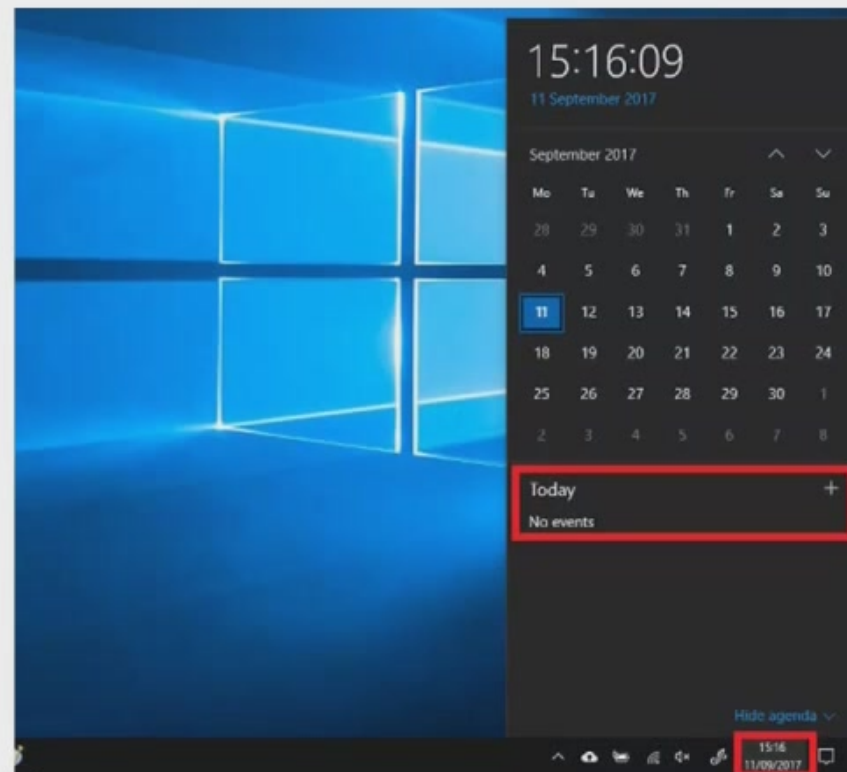 15:16:09
11 September 2017
September 2017
Mo Tu We Th Fr Sa Su
28 29 30 31 1 2 3
4 5 6 7 8 9 10
11 12 13 14 15 16 17
18 19 20 21 22 23 24
25 26 27 28 29 30 1
2 3 4 5 6 7 8
Today +
No events
Hide agenda
15:16
11/09/2017